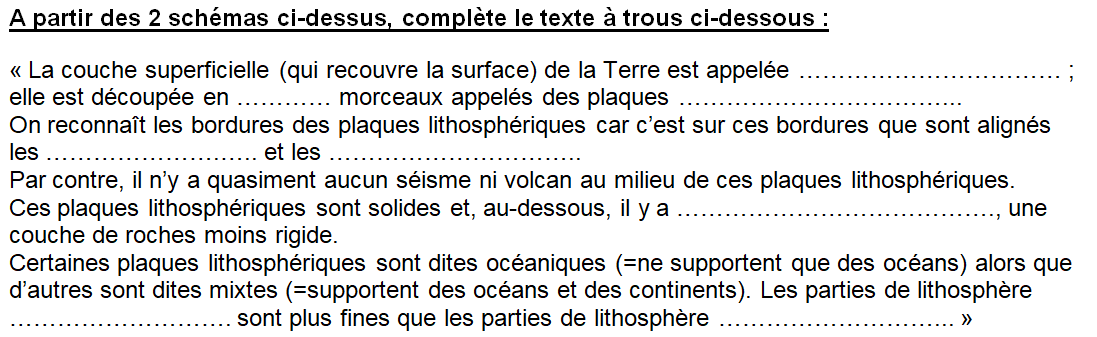 A partir des 2 schémas ci-dessus, complète le texte à trous ci-dessous :
« La couche superficielle (qui recouvre la surface) de la Terre est appelée …………………………… ;
elle est découpée en ………… morceaux appelés des plaques ……………………………..
On reconnaît les bordures des plaques lithosphériques car c’est sur ces bordures que sont alignés
les ……………………… et les …………………………..
Par contre, il n’y a quasiment aucun séisme ni volcan au milieu de ces plaques lithosphériques.
Ces plaques lithosphériques sont solides et, au-dessous, il y a …………………………………, une
couche de roches moins rigide.
Certaines plaques lithosphériques sont dites océaniques (=ne supportent que des océans) alors que
d’autres sont dites mixtes (=supportent des océans et des continents). Les parties de lithosphère
………………………. sont plus fines que les parties de lithosphère ……………………….. »